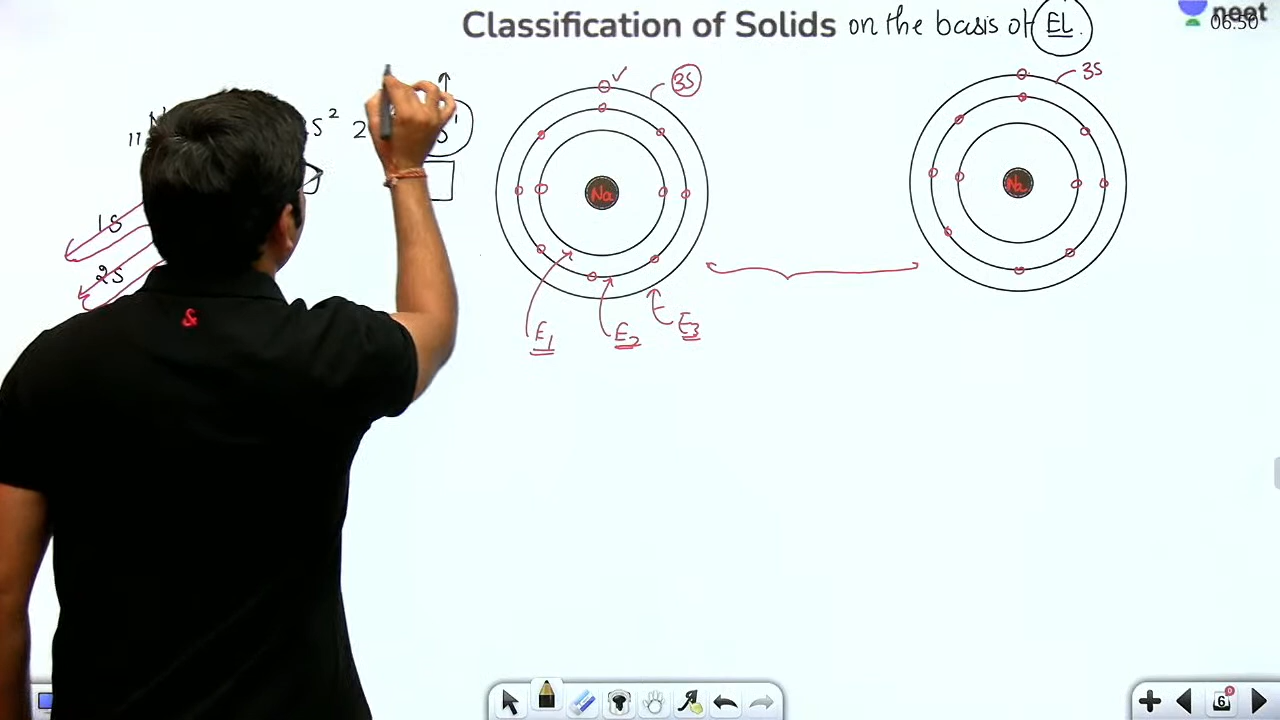 Classification of Solids on the basis of EL.
neet
06:50
11
s² 2
1s
2s
3s
Na
E1
E2
E3
3s
Na
6